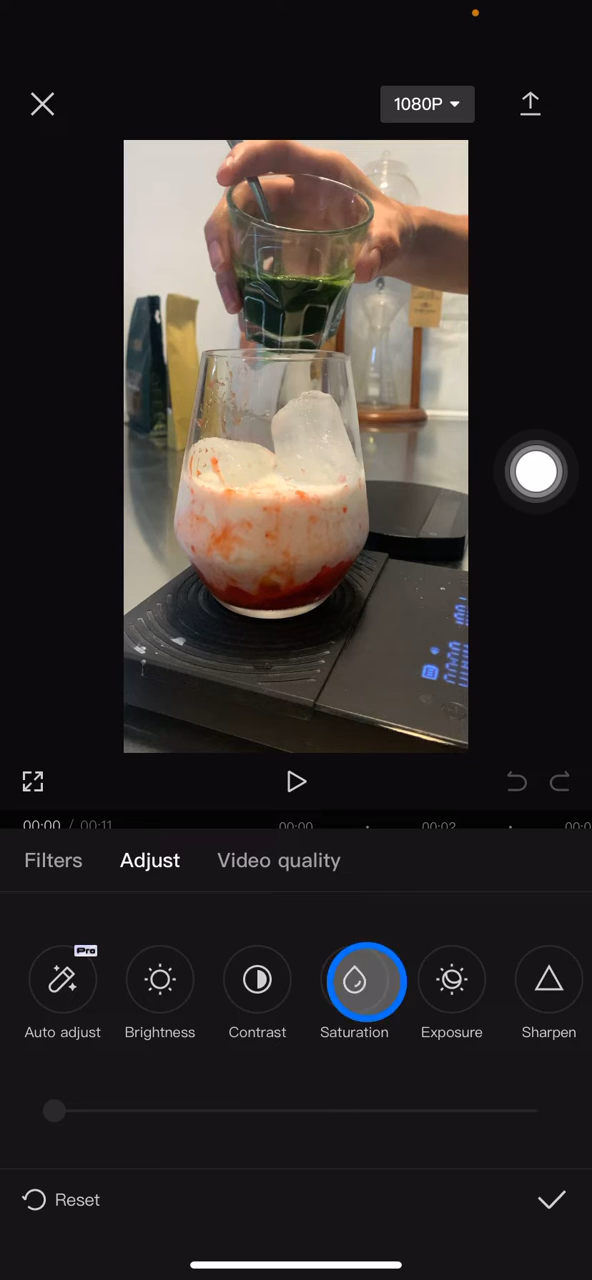 1080P
00:00 / 00:11
00:00
00:02
Filters
Adjust
Video quality
Pro
Auto adjust
Brightness
Contrast
Saturation
Exposure
Sharpen
Reset